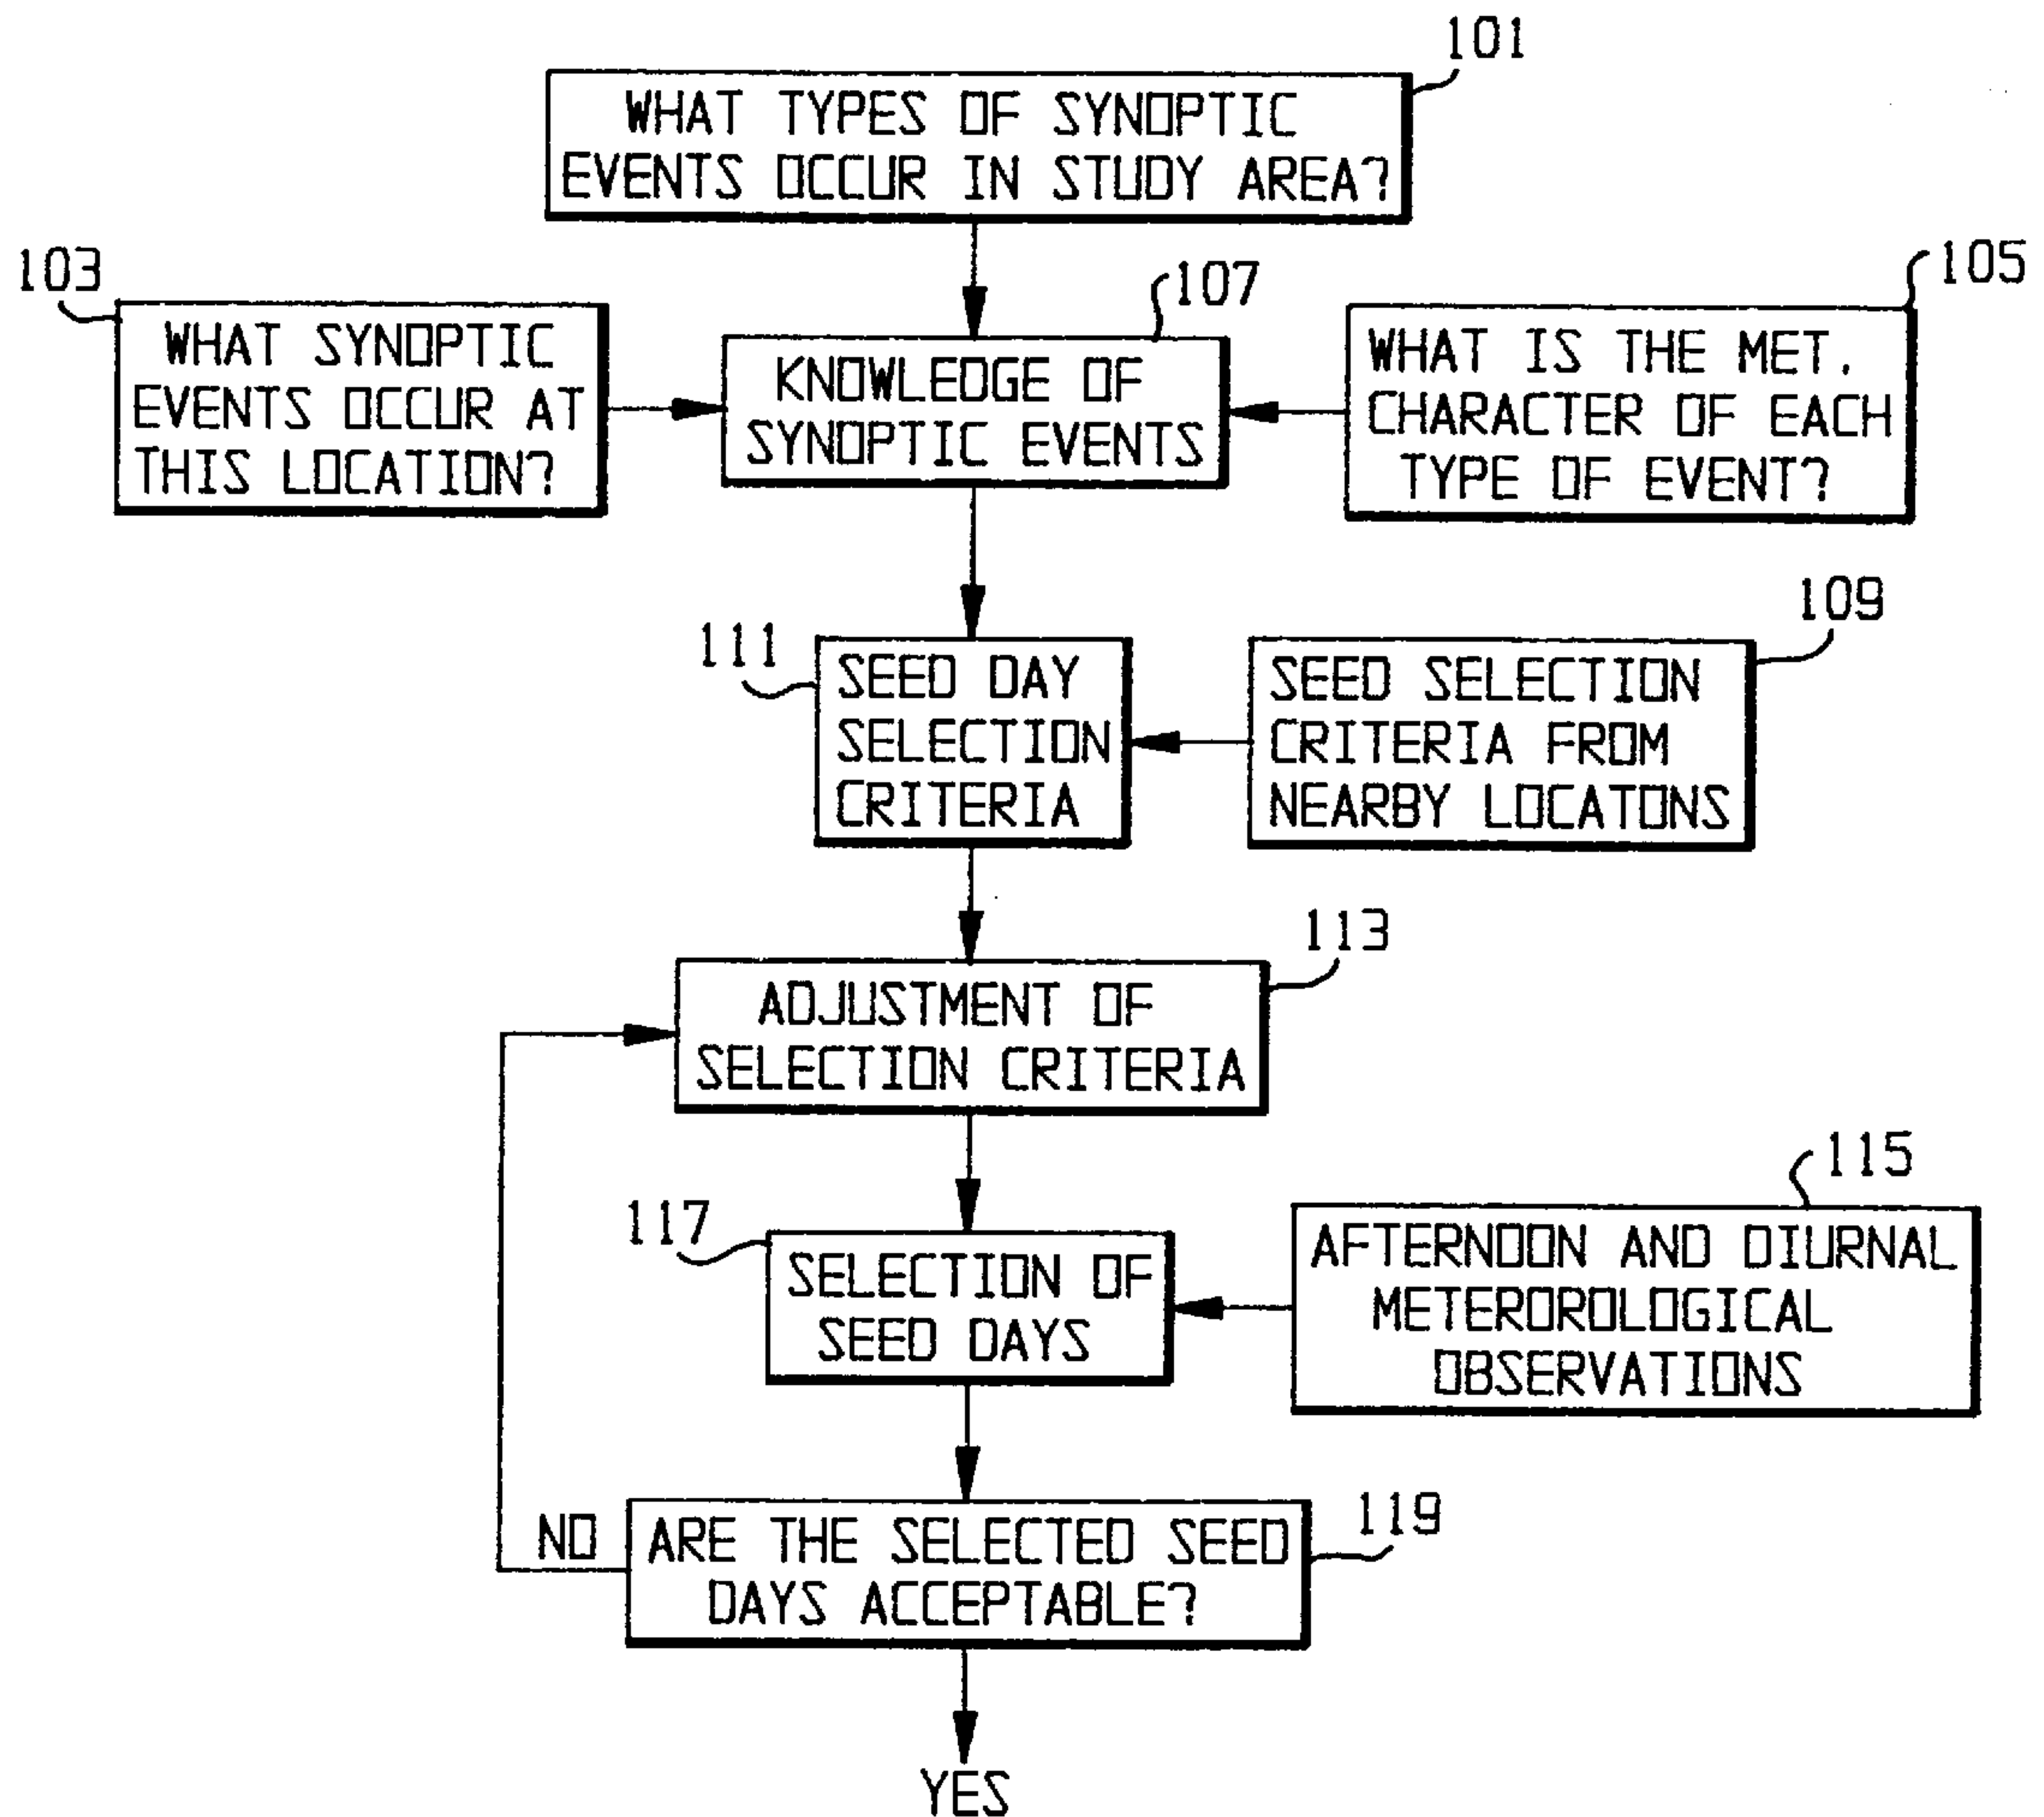 101
WHAT TYPES OF SYNOPTIC
EVENTS OCCUR IN STUDY AREA?
103
WHAT SYNOPTIC
EVENTS OCCUR AT
THIS LOCATION?
107
KNOWLEDGE OF
SYNOPTIC EVENTS
105
WHAT IS THE MET.
CHARACTER OF EACH
TYPE OF EVENT?
111
SEED DAY
SELECTION
CRITERIA
109
SEED SELECTION
CRITERIA FROM
NEARBY LOCATONS
113
ADJUSTMENT OF
SELECTION CRITERIA
117
SELECTION OF
SEED DAYS
115
AFTERNOON AND DIURNAL
METEROROLOGICAL
OBSERVATIONS
119
NO
ARE THE SELECTED SEED
DAYS ACCEPTABLE?
YES